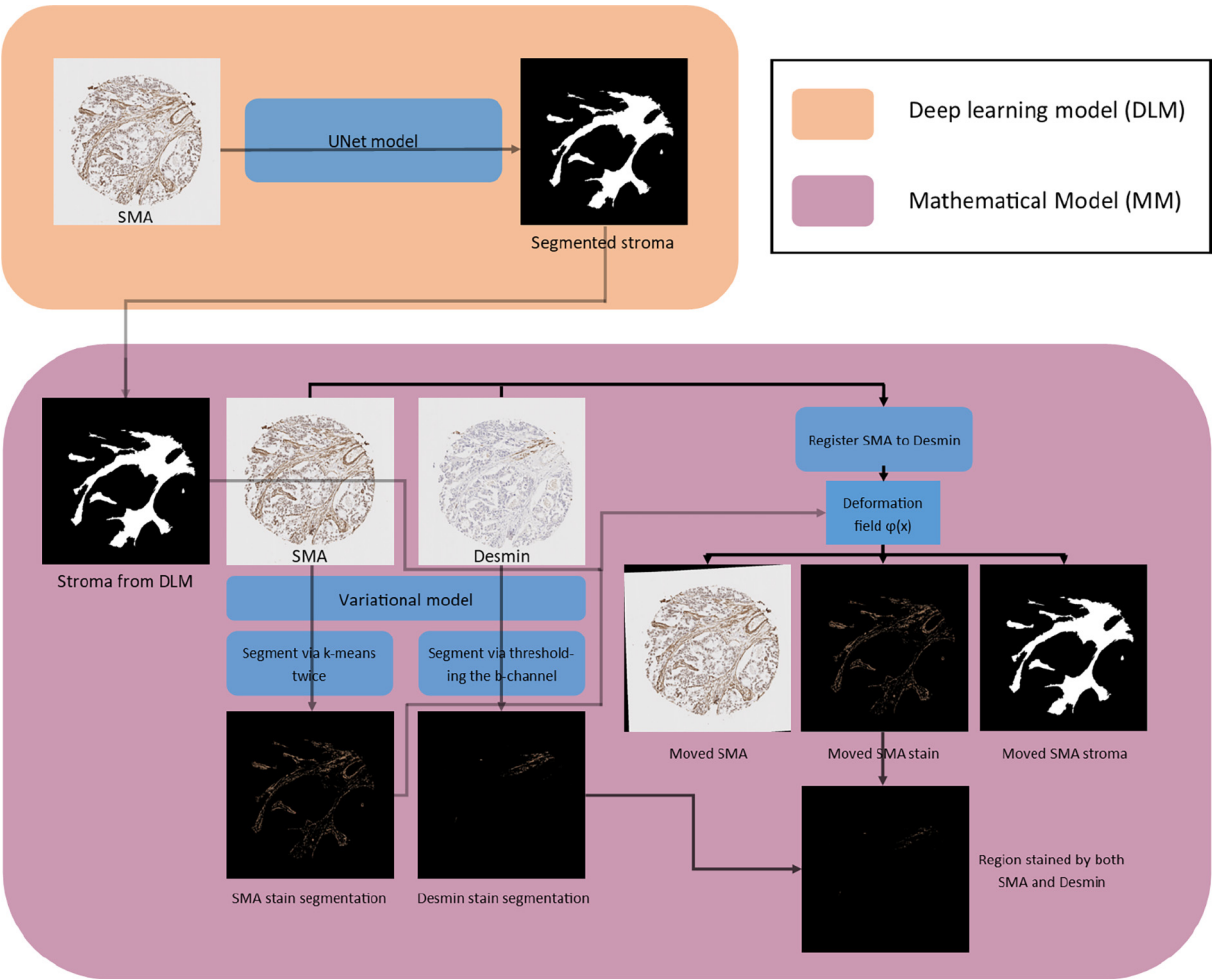 UNet model
SMA
Segmented stroma
Deep learning model (DLM)
Mathematical Model (MM)
Register SMA to Desmin
Deformation
field φ(x)
SMA
Desmin
Stroma from DLM
Variational model
Segment via k-means
twice
Segment via threshold-
ing the b-channel
Moved SMA
Moved SMA stain
Moved SMA stroma
SMA stain segmentation
Desmin stain segmentation
Region stained by both
SMA and Desmin